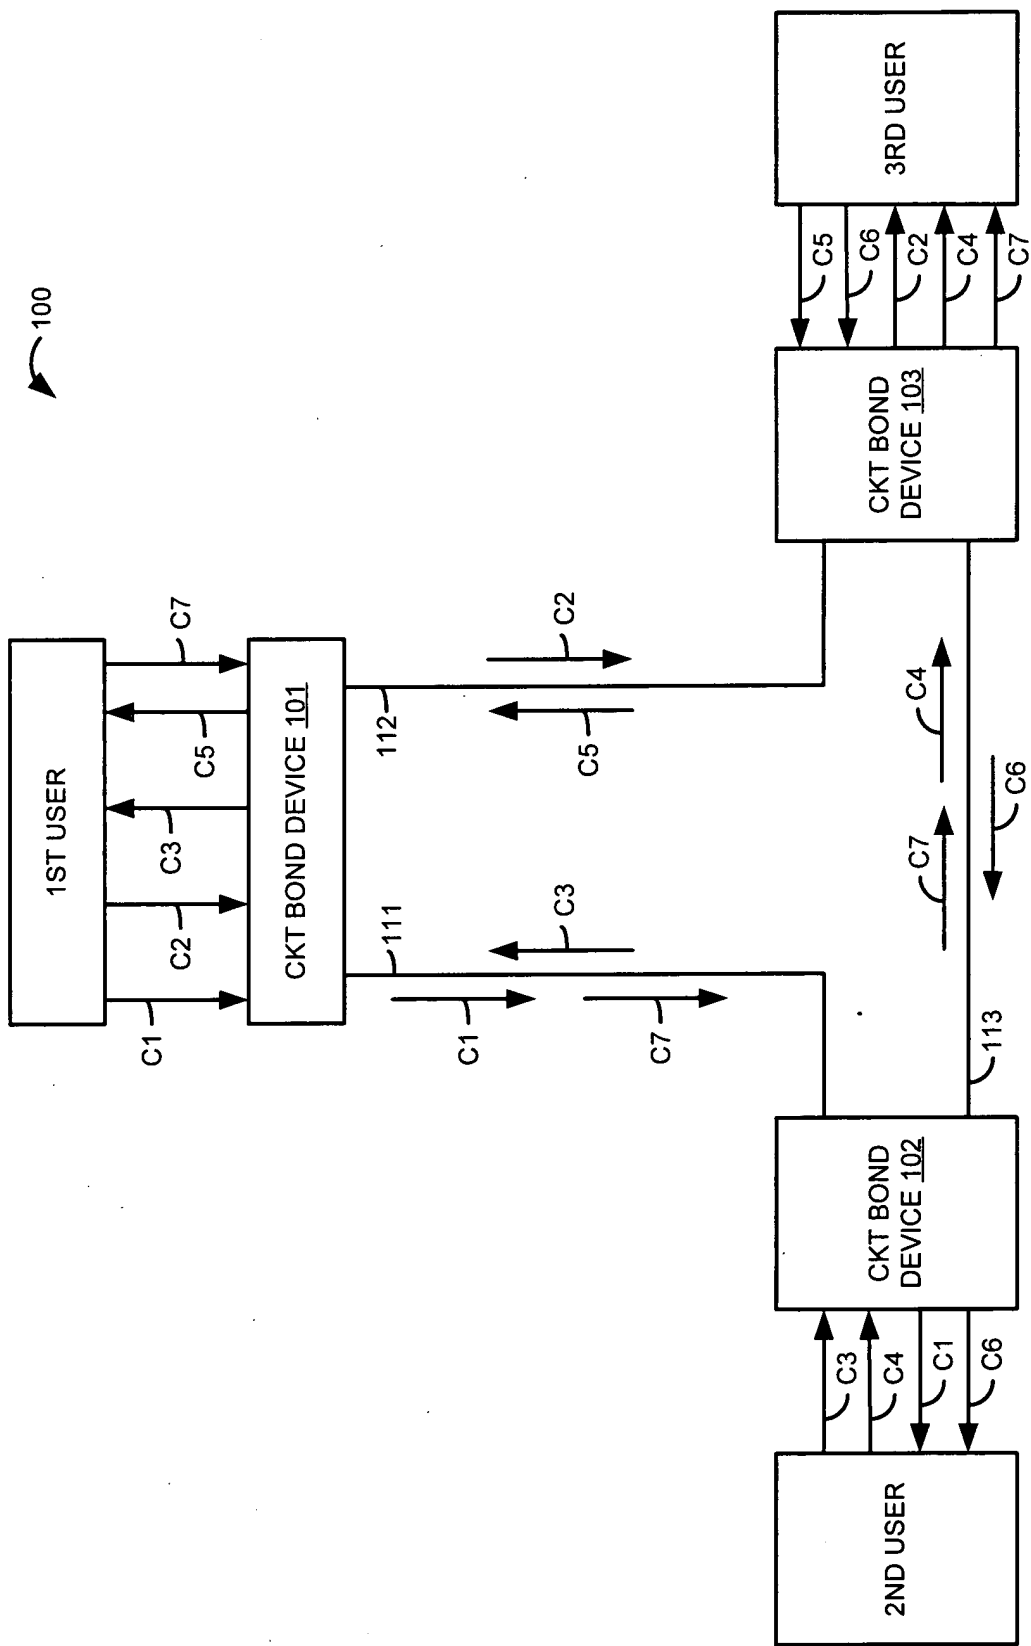 100
1ST USER
C1
C2
C3
C5
C7
CKT BOND DEVICE 101
111
112
C1
C7
C3
C5
C2
2ND USER
C3
C4
C1
C6
CKT BOND
DEVICE 102
113
C7
C4
C6
CKT BOND
DEVICE 103
C5
C6
C2
C4
C7
3RD USER